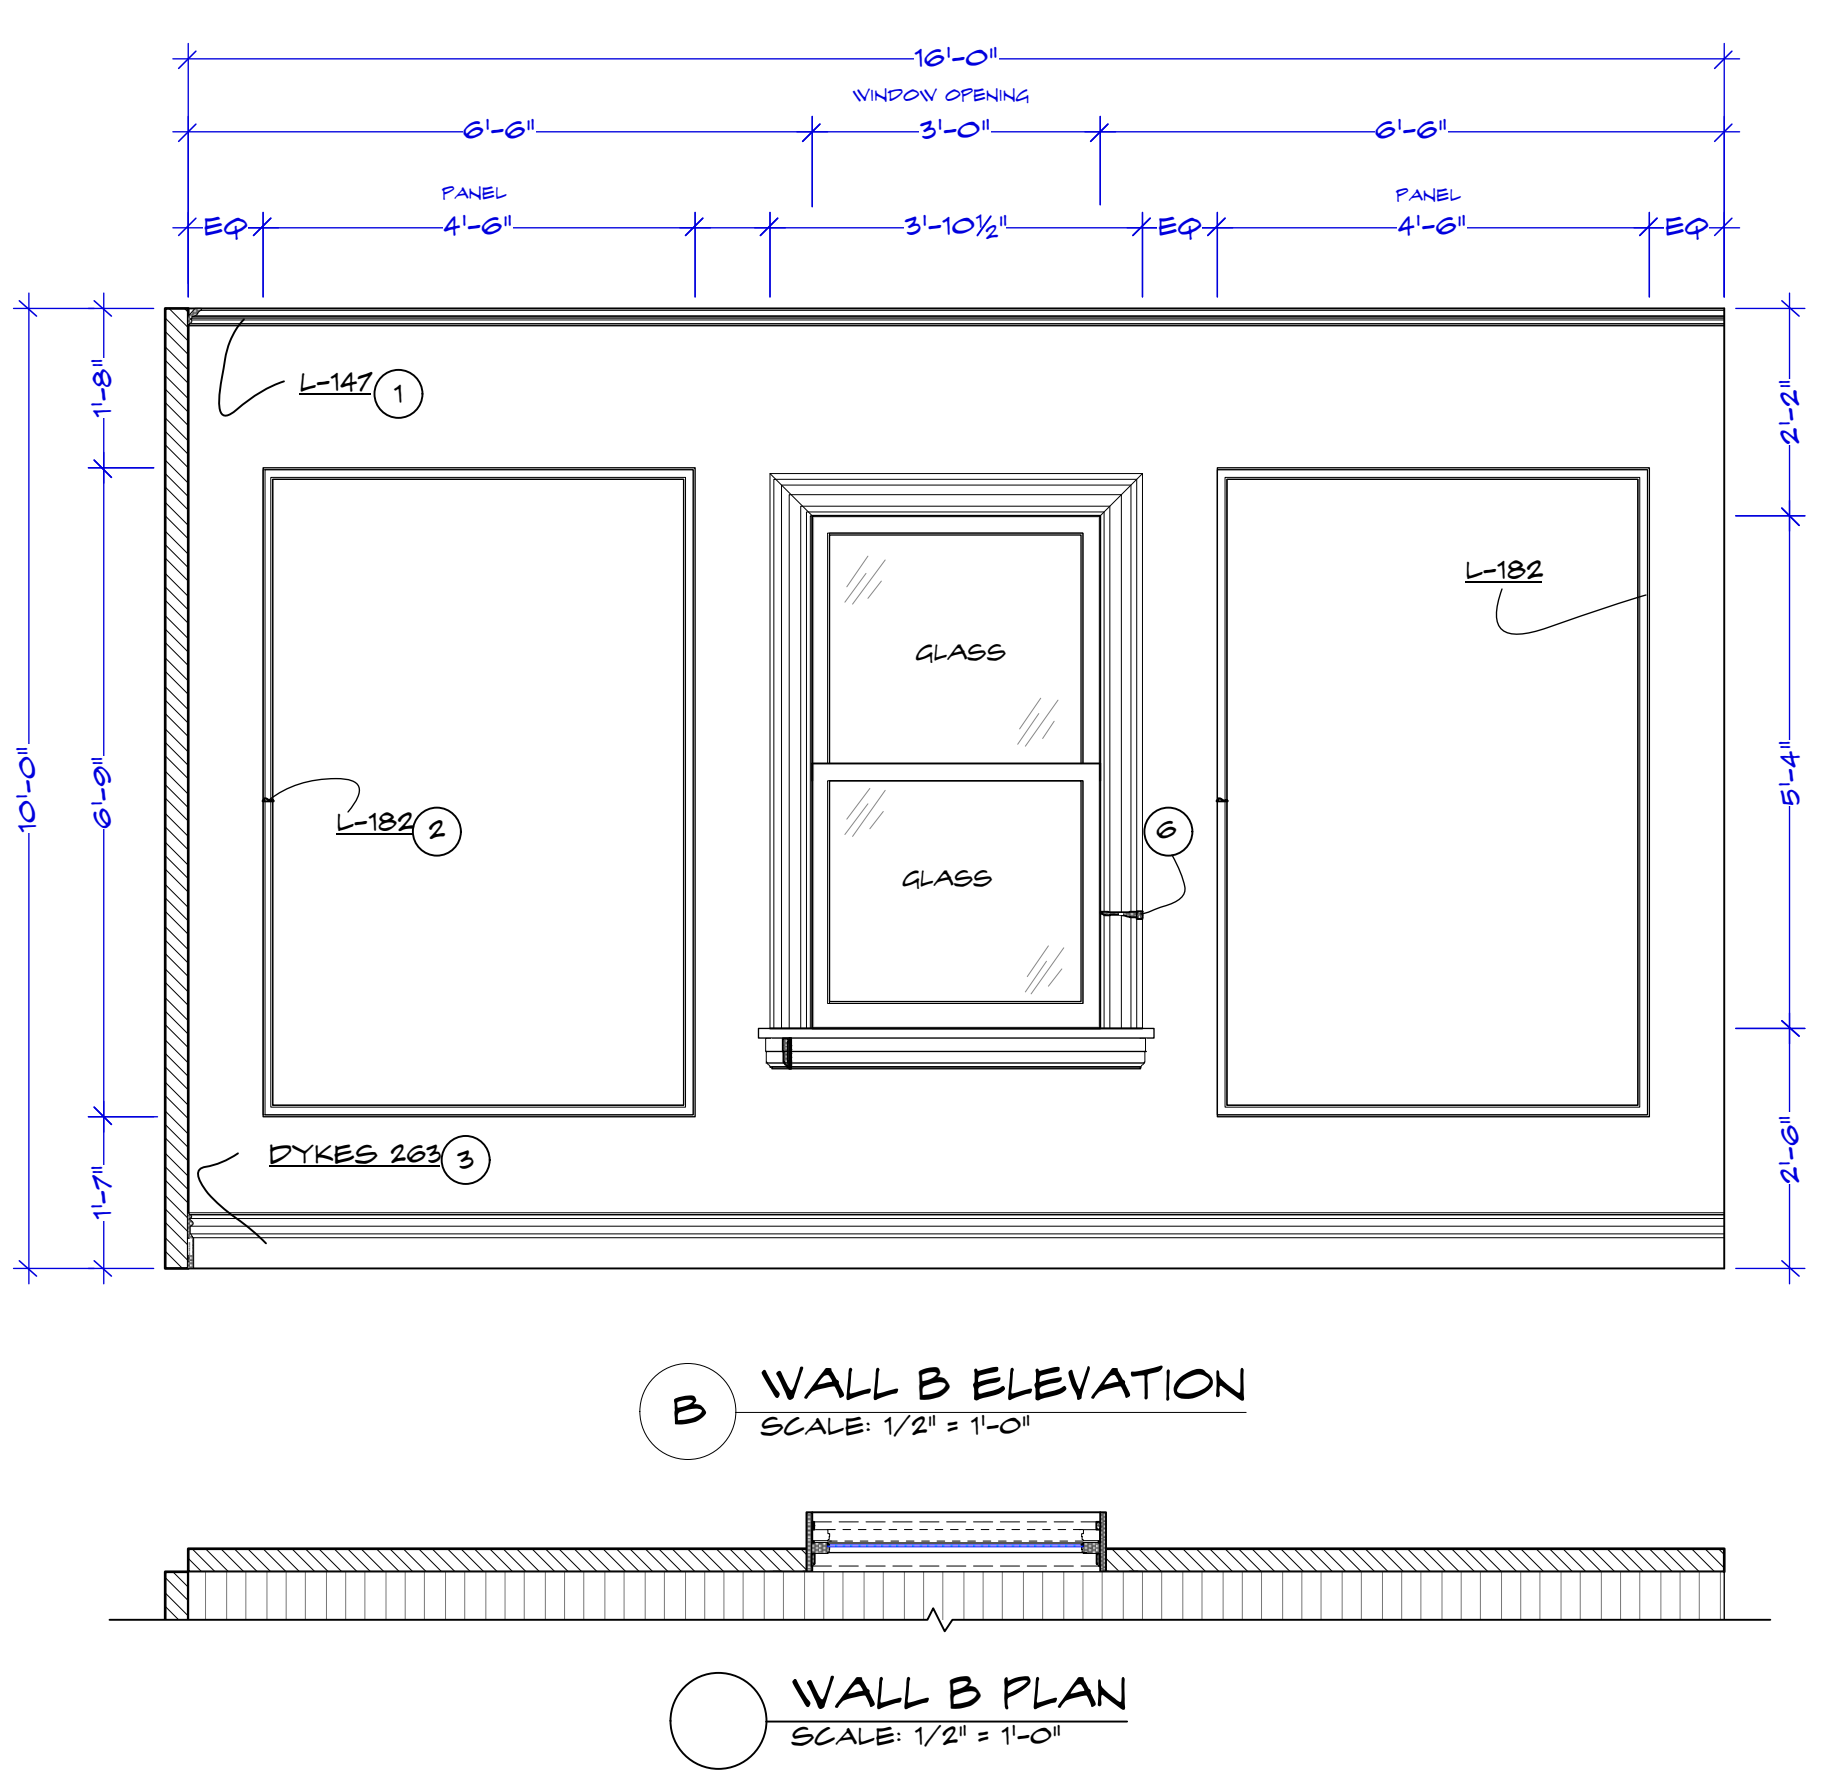 16'-0"
WINDOW OPENING
6'-6" 3'-0" 6'-6"
PANEL PANEL
EQ 4'-6" 3'-10½" EQ 4'-6" EQ
1'-8"
L-147 1
2'-2"
L-182
GLASS
10'-0"
6'-9"
5'-4"
L-182 2
6
GLASS
DYKES 263 3
1'-7"
2'-6"
B WALL B ELEVATION
SCALE: 1/2" = 1'-0"
WALL B PLAN
SCALE: 1/2" = 1'-0"